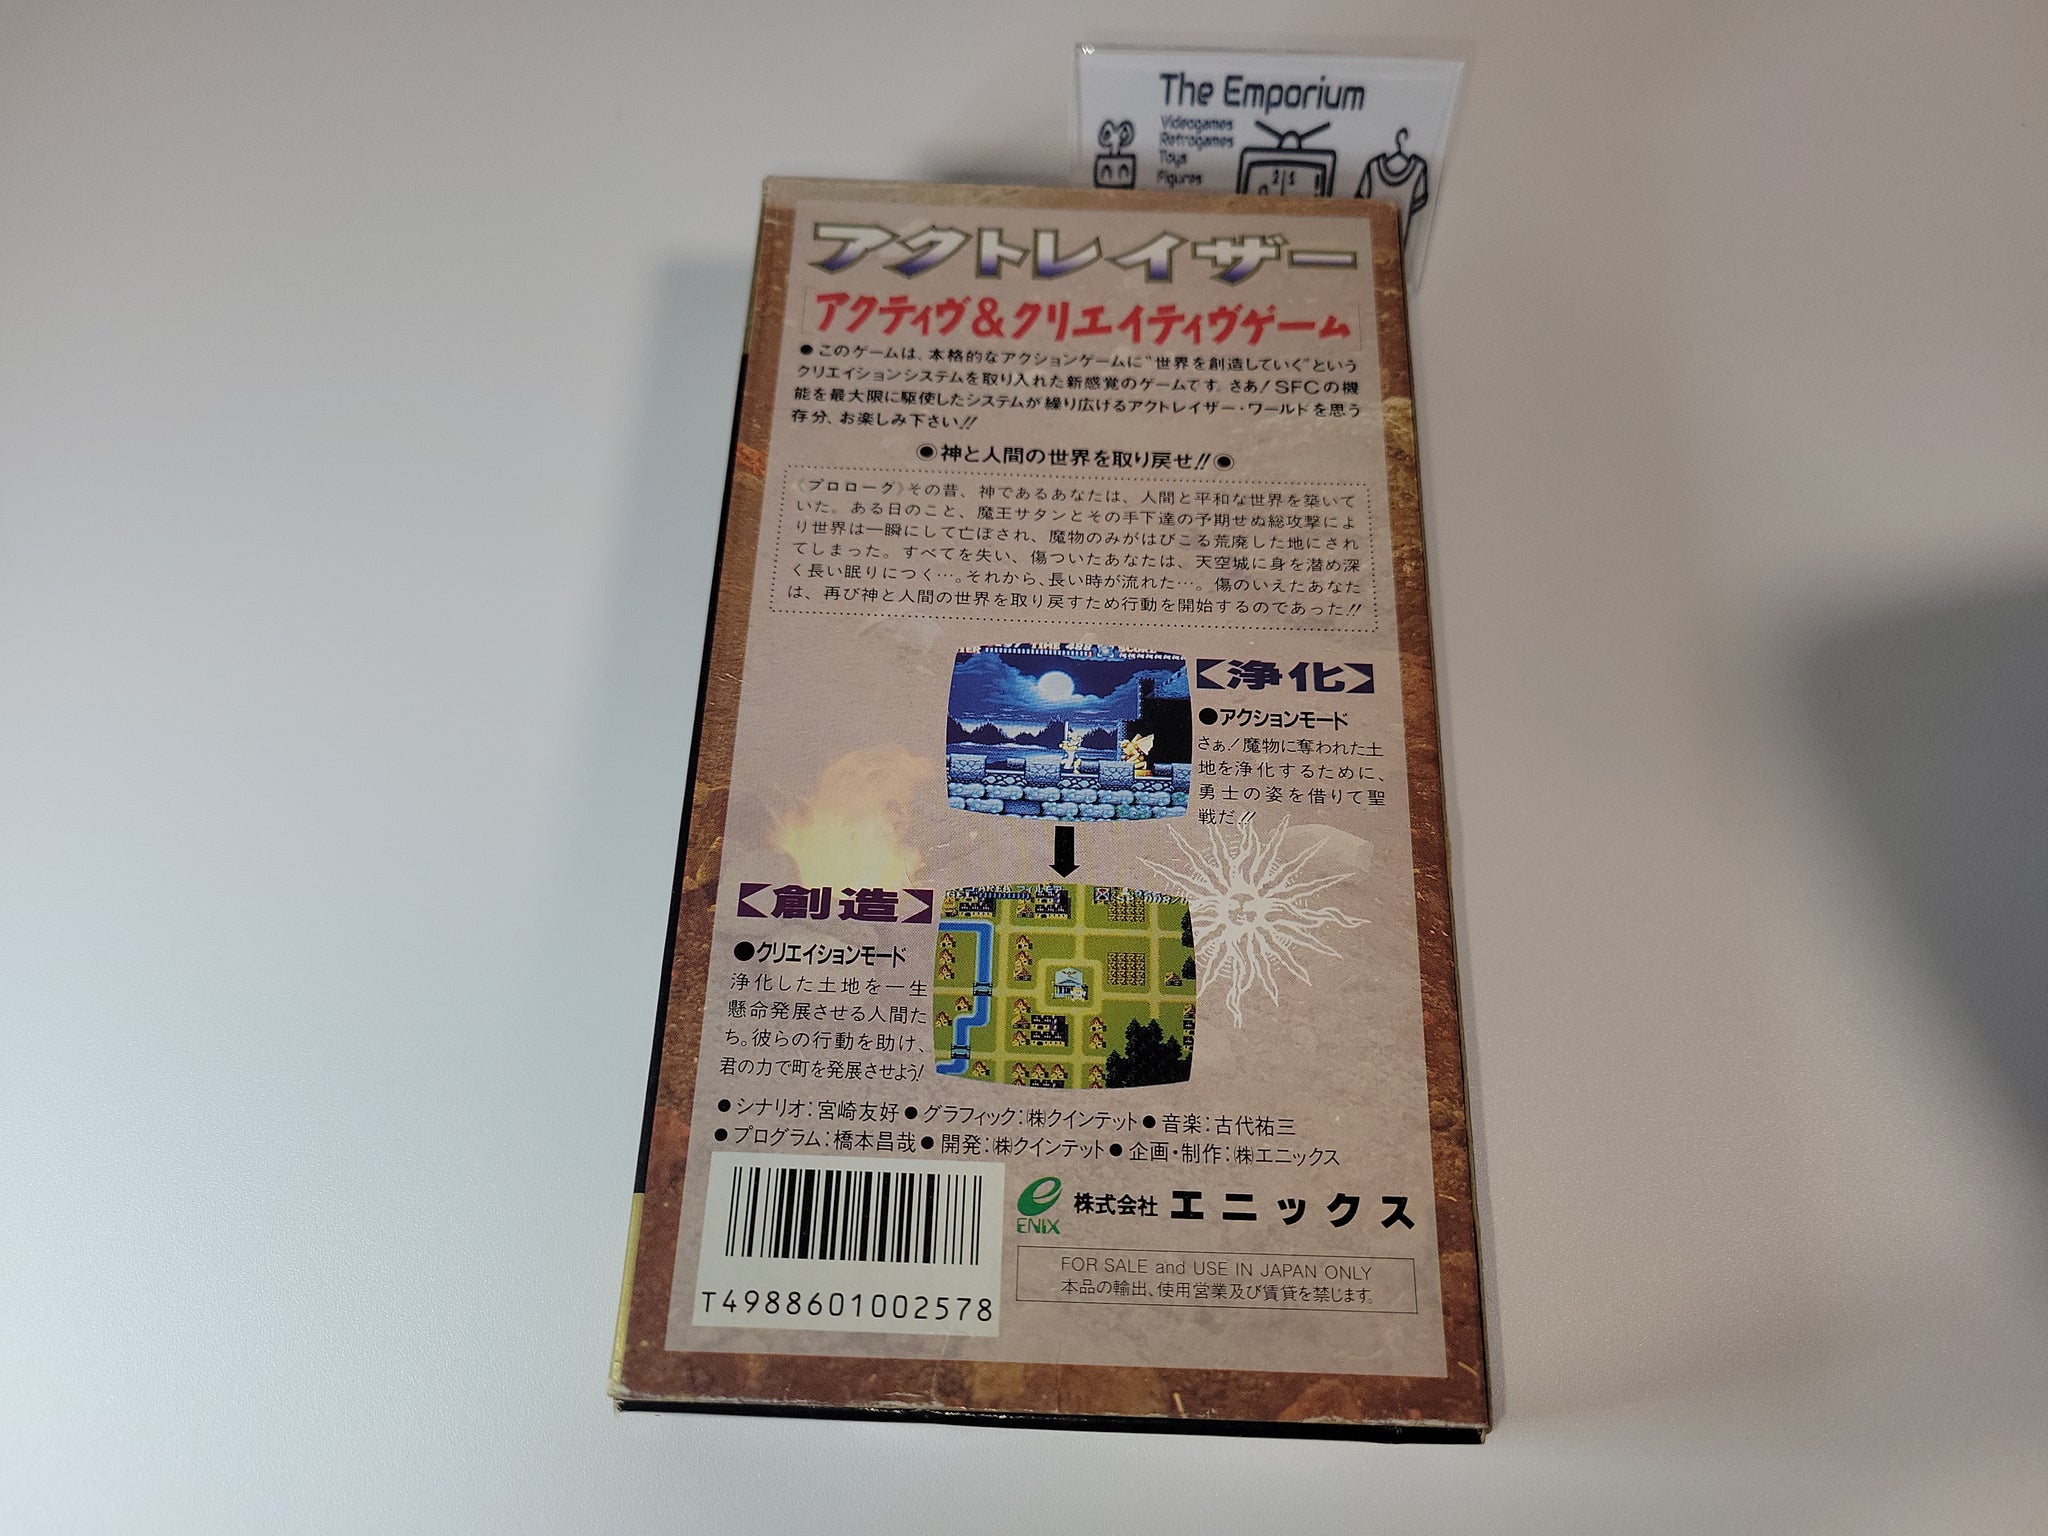 The Emporium
Videogames
Retrogames
Toys
Figures
アクトレイザー
アクティヴ&クリエイティヴゲーム
●このゲームは、本格的なアクションゲームに"世界を創造していく"という
クリエイションシステムを取り入れた新感覚のゲームです。さあ!SFCの機
能を最大限に駆使したシステムが繰り広げるアクトレイザー・ワールドを思う
存分、お楽しみ下さい!!
◉神と人間の世界を取り戻せ!!◉
《プロローグ》その昔、神であるあなたは、人間と平和な世界を築いて
いた。ある日のこと、魔王サタンとその手下達の予期せぬ総攻撃によ
り世界は一瞬にして亡ぼされ、魔物のみがはびこる荒廃した地にされ
てしまった。すべてを失い、傷ついたあなたは、天空城に身を潜め深
く長い眠りにつく…。それから、長い時が流れた…。傷のいえたあなた
は、再び神と人間の世界を取り戻すため行動を開始するのであった!!
浄化
●アクションモード
さぁ!魔物に奪われた土
地を浄化するために、
勇士の姿を借りて聖
戦だ!!
創造
●クリエイションモード
浄化した土地を一生
懸命発展させる人間た
ち。彼らの行動を助け、
君の力で町を発展させよう!
●シナリオ:宮崎友好●グラフィック:㈱クインテット●音楽:古代祐三
●プログラム:橋本昌哉●開発:㈱クインテット●企画・制作:㈱エニックス
ENIX 株式会社 エニックス
FOR SALE and USE IN JAPAN ONLY
本品の輸出、使用営業及び賃貸を禁じます。
T4988601002578